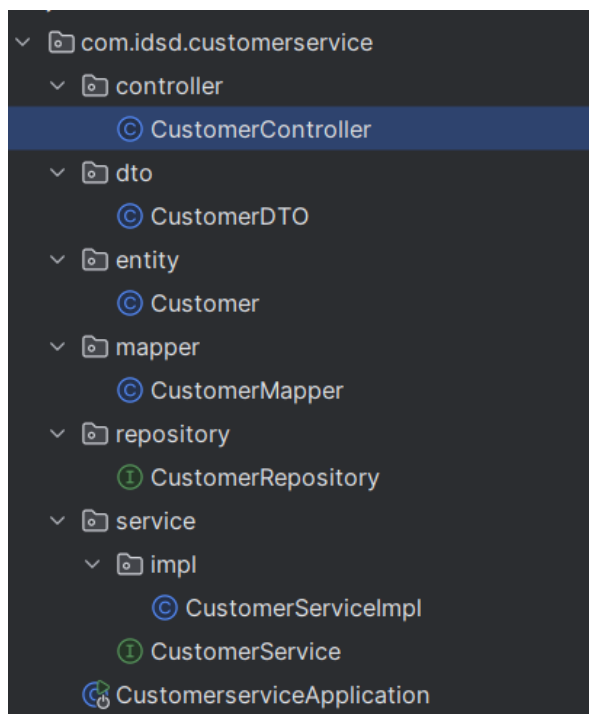 com.idsd.customerservice
controller
CustomerController
dto
CustomerDTO
entity
Customer
mapper
CustomerMapper
repository
CustomerRepository
service
impl
CustomerServiceImpl
CustomerService
CustomerserviceApplication